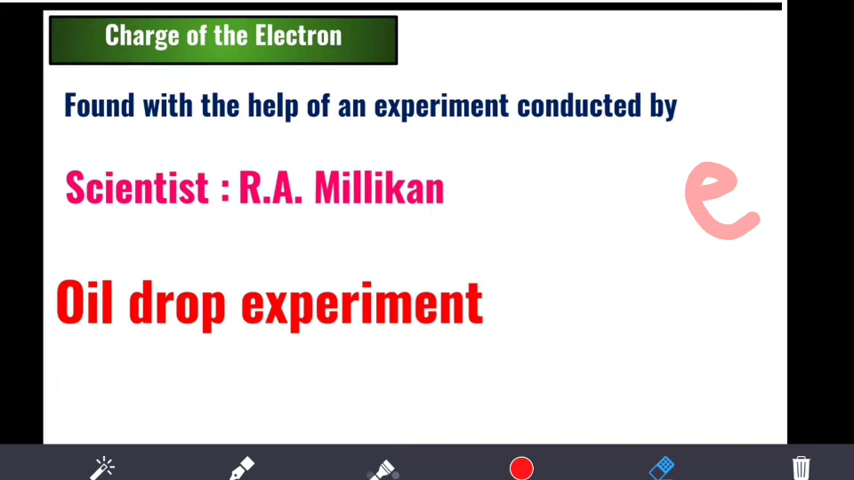 Charge of the Electron
Found with the help of an experiment conducted by
Scientist : R.A. Millikan
e
Oil drop experiment